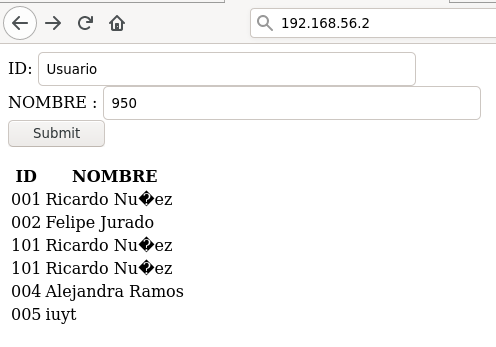 192.168.56.2
ID: Usuario
NOMBRE : 950
Submit
ID NOMBRE
001 Ricardo Nu�ez
002 Felipe Jurado
101 Ricardo Nu�ez
101 Ricardo Nu�ez
004 Alejandra Ramos
005 iuyt